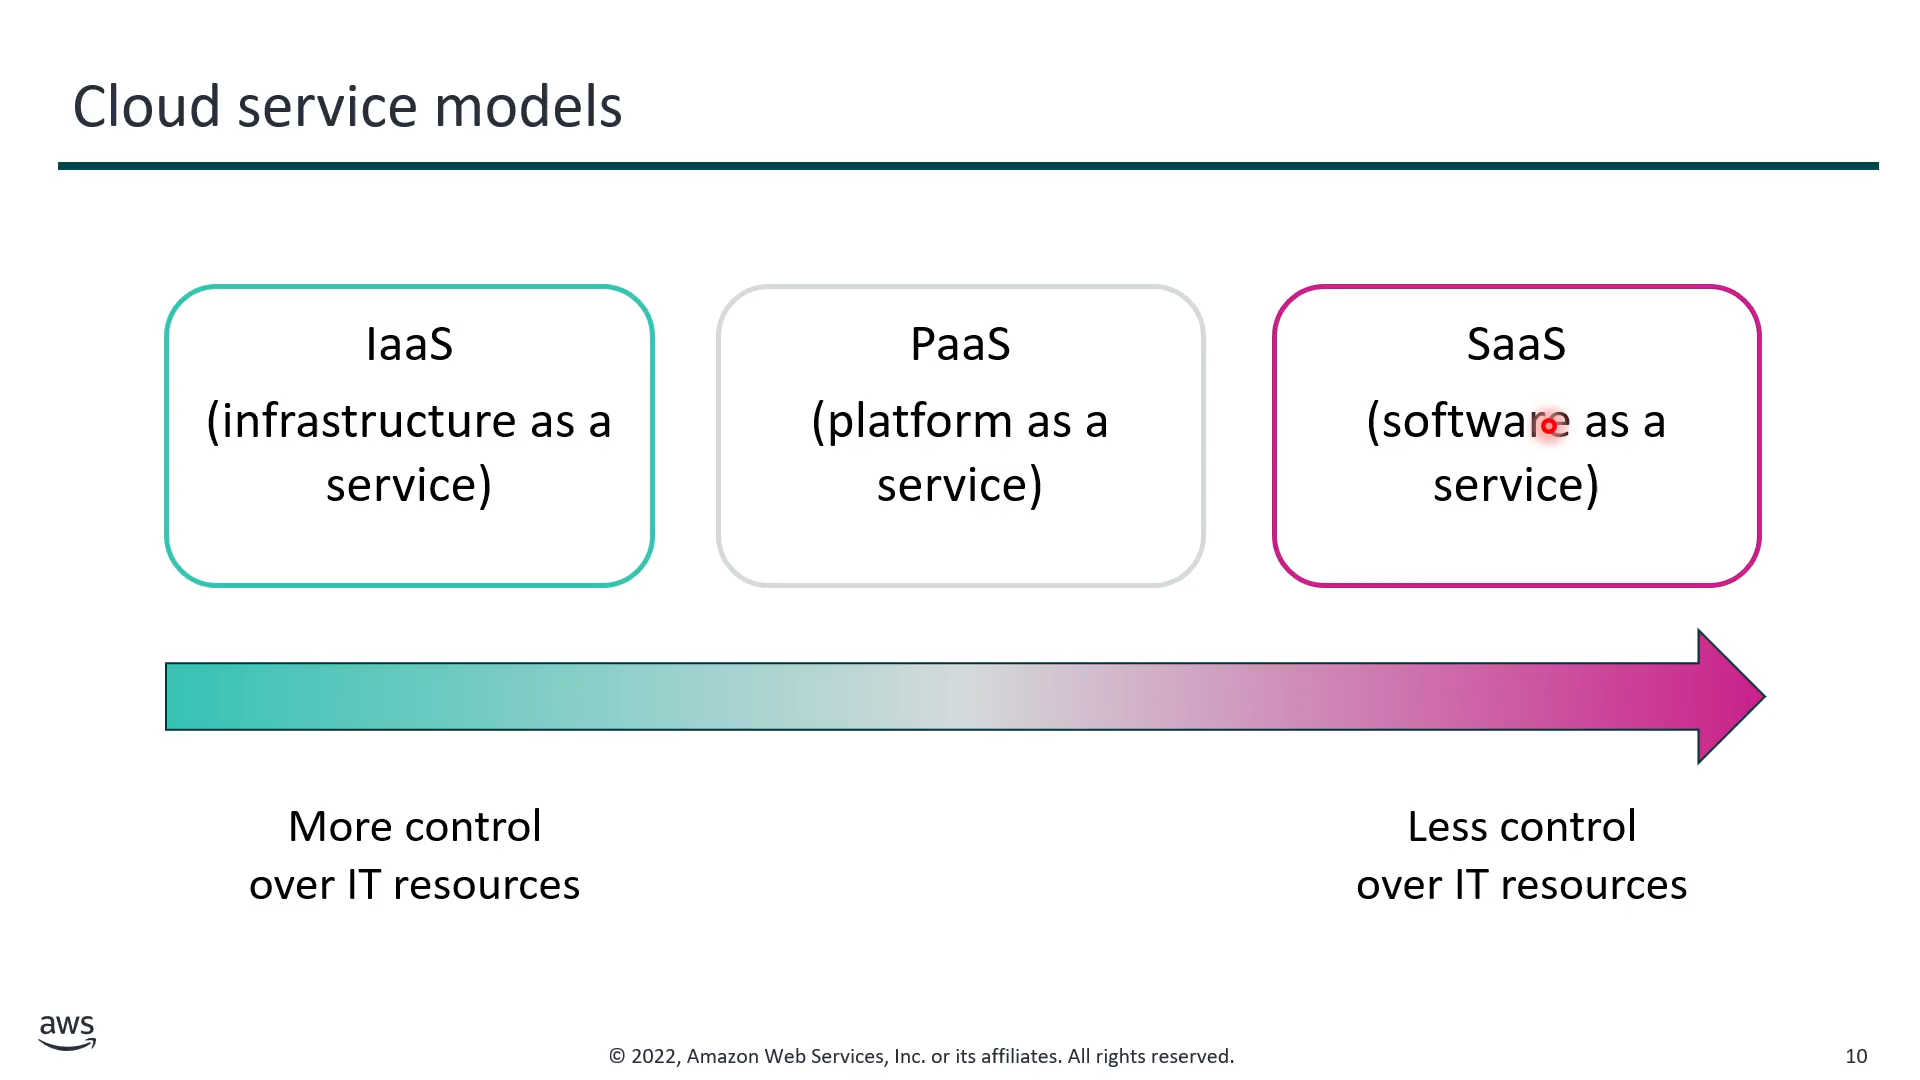 Cloud service models
IaaS
(infrastructure as a
service)
PaaS
(platform as a
service)
SaaS
(software as a
service)
More control
over IT resources
Less control
over IT resources
aws
© 2022, Amazon Web Services, Inc. or its affiliates. All rights reserved.
10